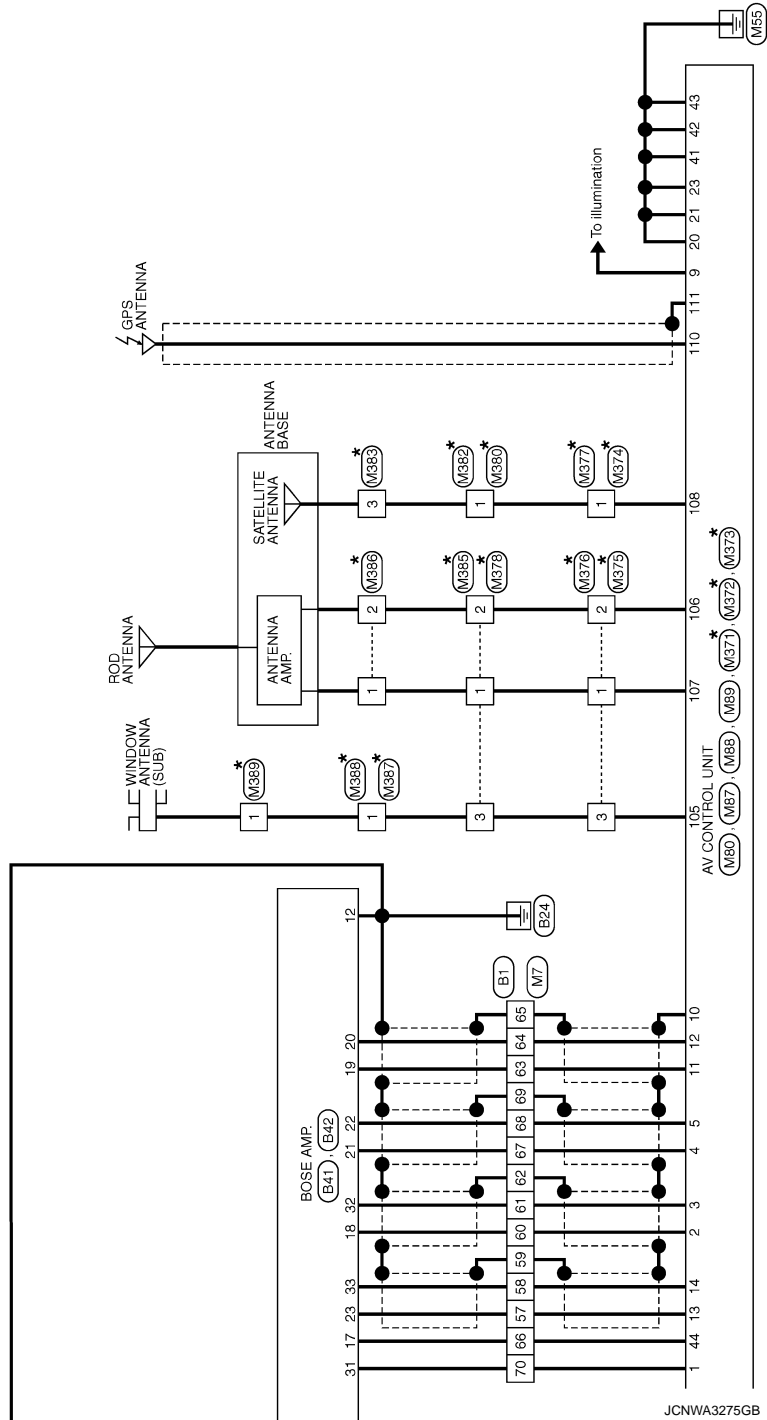 M55
43
42
41
23
21
20
To illumination
9
GPS
ANTENNA
111
110
ANTENNA
BASE
SATELLITE
ANTENNA
3
* M383
1
* M382
* M380
1
* M377
* M374
108
ROD
ANTENNA
ANTENNA
AMP.
2
* M386
2
* M385
* M378
2
* M376
* M375
106
1
1
1
107
WINDOW
ANTENNA
(SUB)
1
* M389
1
* M388
* M387
3
3
105
AV CONTROL UNIT
M80 , M87 , M88 , M89 , * M371 , * M372 , * M373
BOSE AMP.
B41 , B42
12
B24
B1
M7
20
19
22
21
32
18
33
23
17
31
65
64
63
69
68
67
62
61
60
59
58
57
66
70
10
12
11
5
4
3
2
14
13
44
1
JCNWA3275GB